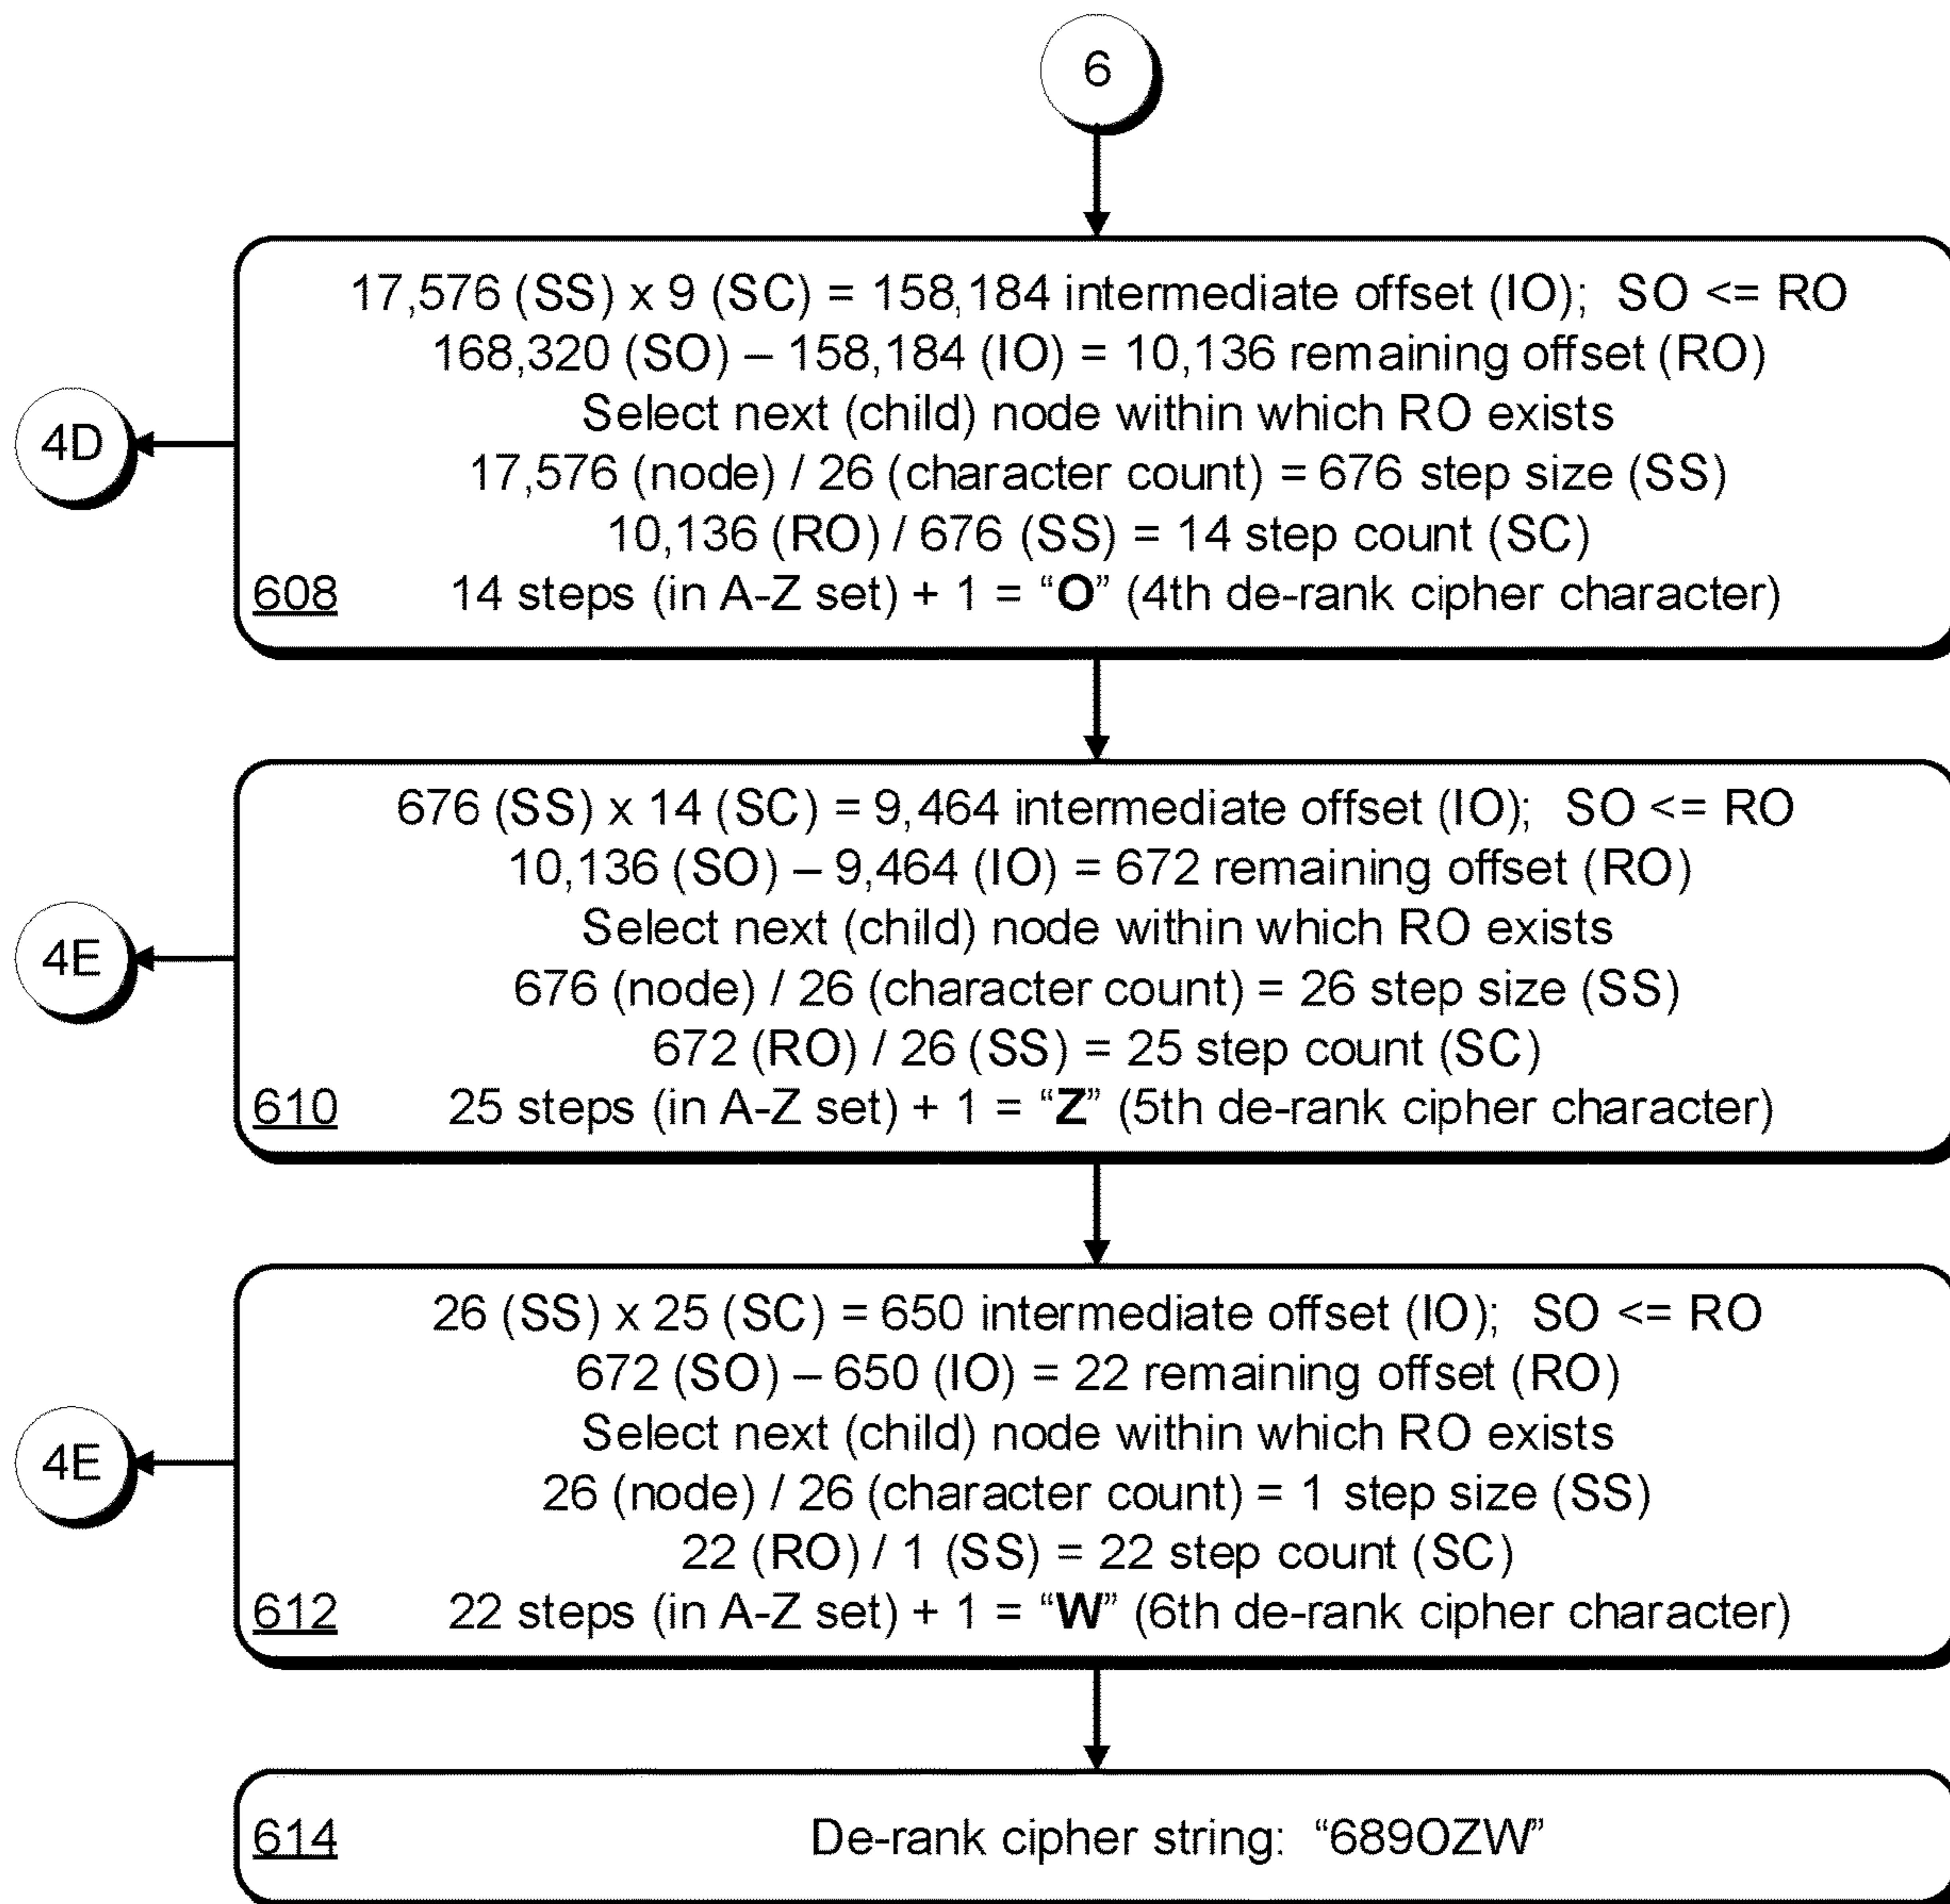 6
17,576 (SS) x 9 (SC) = 158,184 intermediate offset (IO);  SO <= RO
168,320 (SO) – 158,184 (IO) = 10,136 remaining offset (RO)
Select next (child) node within which RO exists
17,576 (node) / 26 (character count) = 676 step size (SS)
10,136 (RO) / 676 (SS) = 14 step count (SC)
608 14 steps (in A-Z set) + 1 = “O” (4th de-rank cipher character)
4D
676 (SS) x 14 (SC) = 9,464 intermediate offset (IO);  SO <= RO
10,136 (SO) – 9,464 (IO) = 672 remaining offset (RO)
Select next (child) node within which RO exists
676 (node) / 26 (character count) = 26 step size (SS)
672 (RO) / 26 (SS) = 25 step count (SC)
610 25 steps (in A-Z set) + 1 = “Z” (5th de-rank cipher character)
4E
26 (SS) x 25 (SC) = 650 intermediate offset (IO);  SO <= RO
672 (SO) – 650 (IO) = 22 remaining offset (RO)
Select next (child) node within which RO exists
26 (node) / 26 (character count) = 1 step size (SS)
22 (RO) / 1 (SS) = 22 step count (SC)
612 22 steps (in A-Z set) + 1 = “W” (6th de-rank cipher character)
4E
614 De-rank cipher string:  “689OZW”